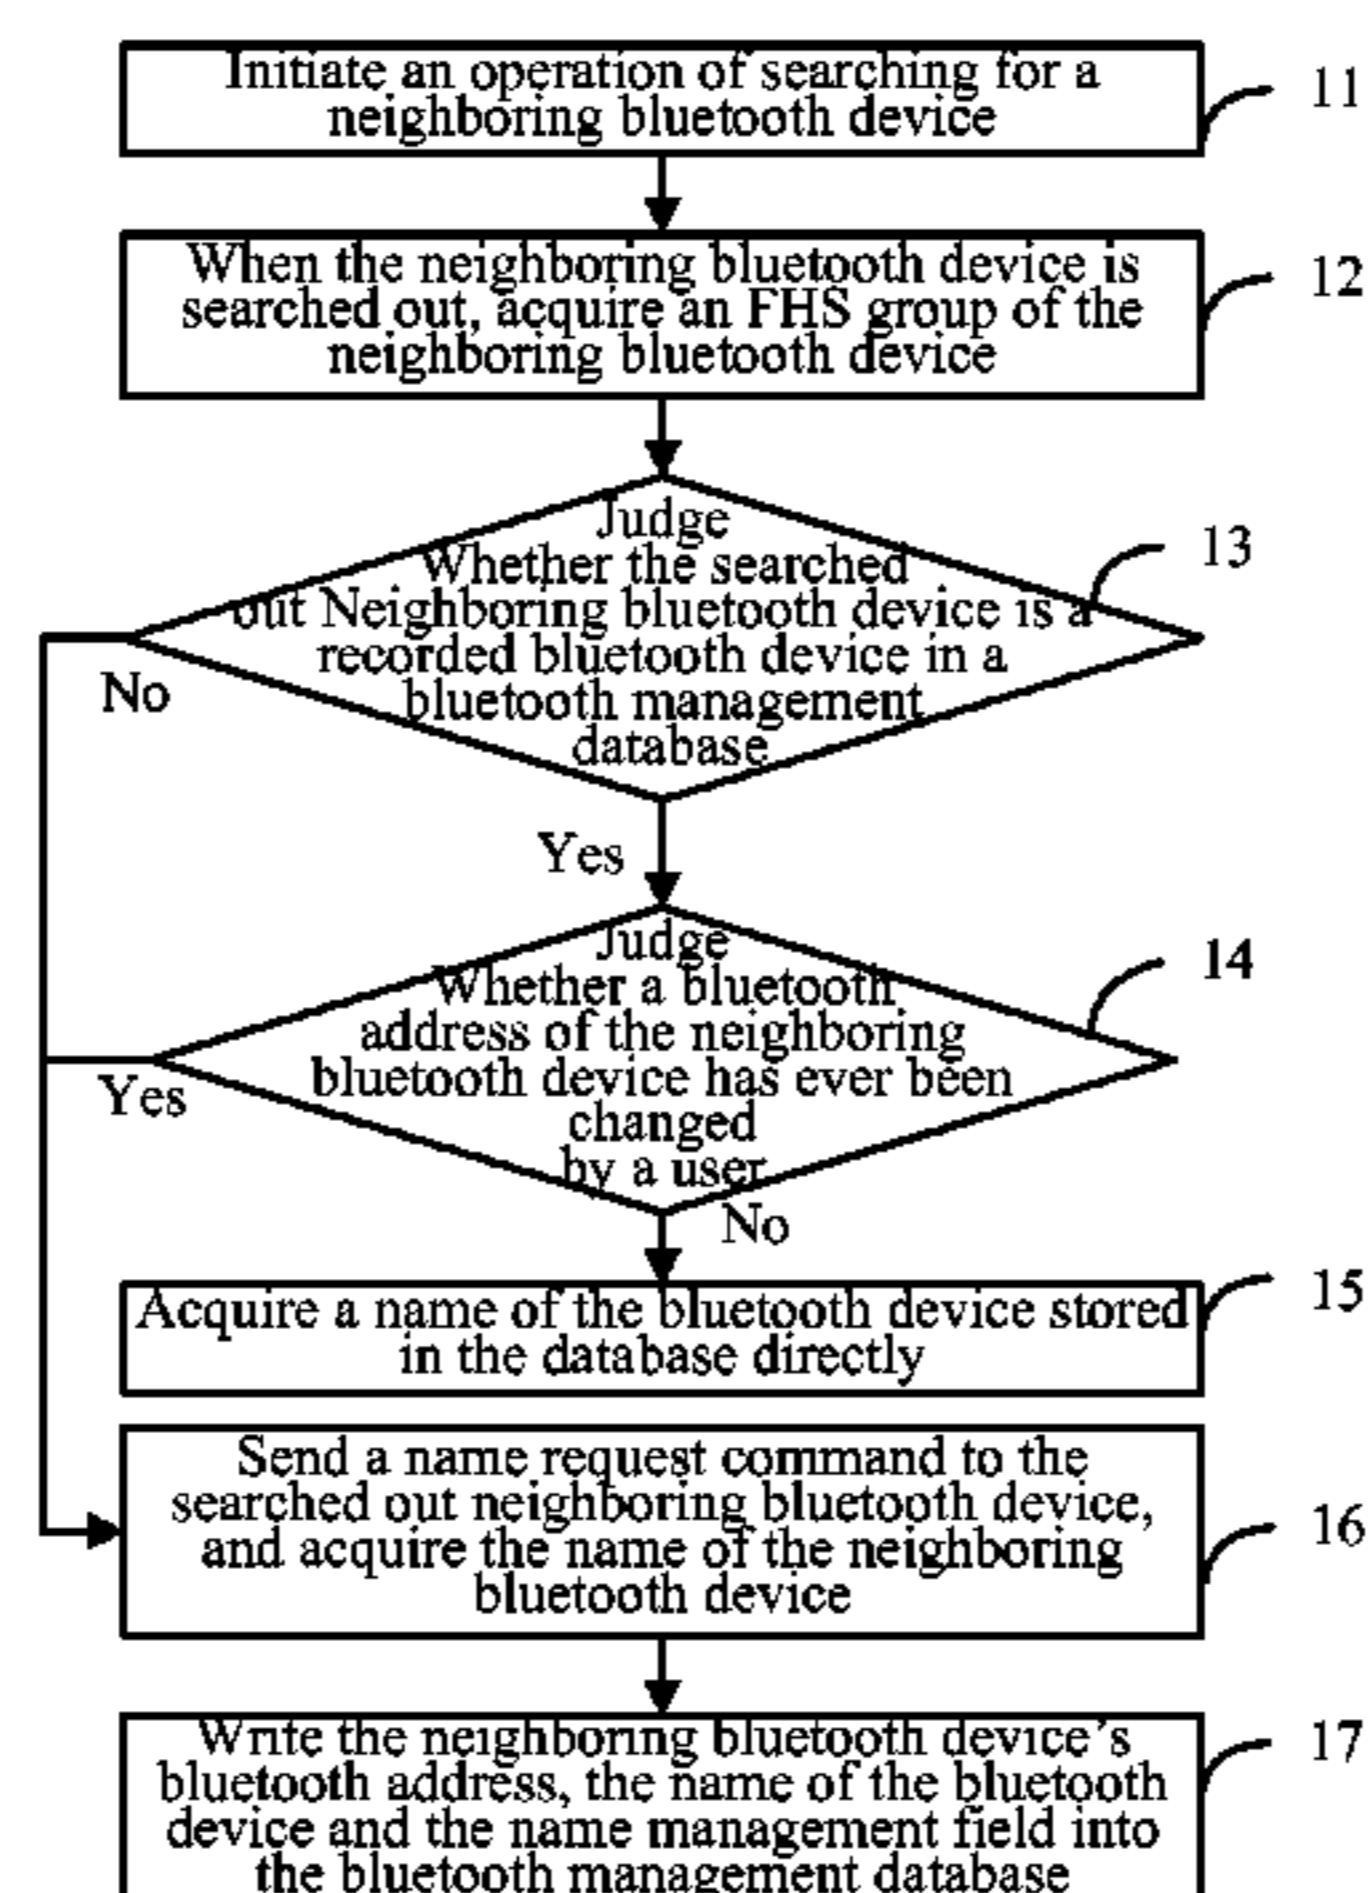 Initiate an operation of searching for a
neighboring bluetooth device
11
When the neighboring bluetooth device is
searched out, acquire an FHS group of the
neighboring bluetooth device
12
Judge
Whether the searched
out Neighboring bluetooth device is a
recorded bluetooth device in a
bluetooth management
database
13
No
Yes
Judge
Whether a bluetooth
address of the neighboring
bluetooth device has ever been
changed
by a user
14
Yes
No
Acquire a name of the bluetooth device stored
in the database directly
15
Send a name request command to the
searched out neighboring bluetooth device,
and acquire the name of the neighboring
bluetooth device
16
Write the neighboring bluetooth device’s
bluetooth address, the name of the bluetooth
device and the name management field into
the bluetooth management database
17